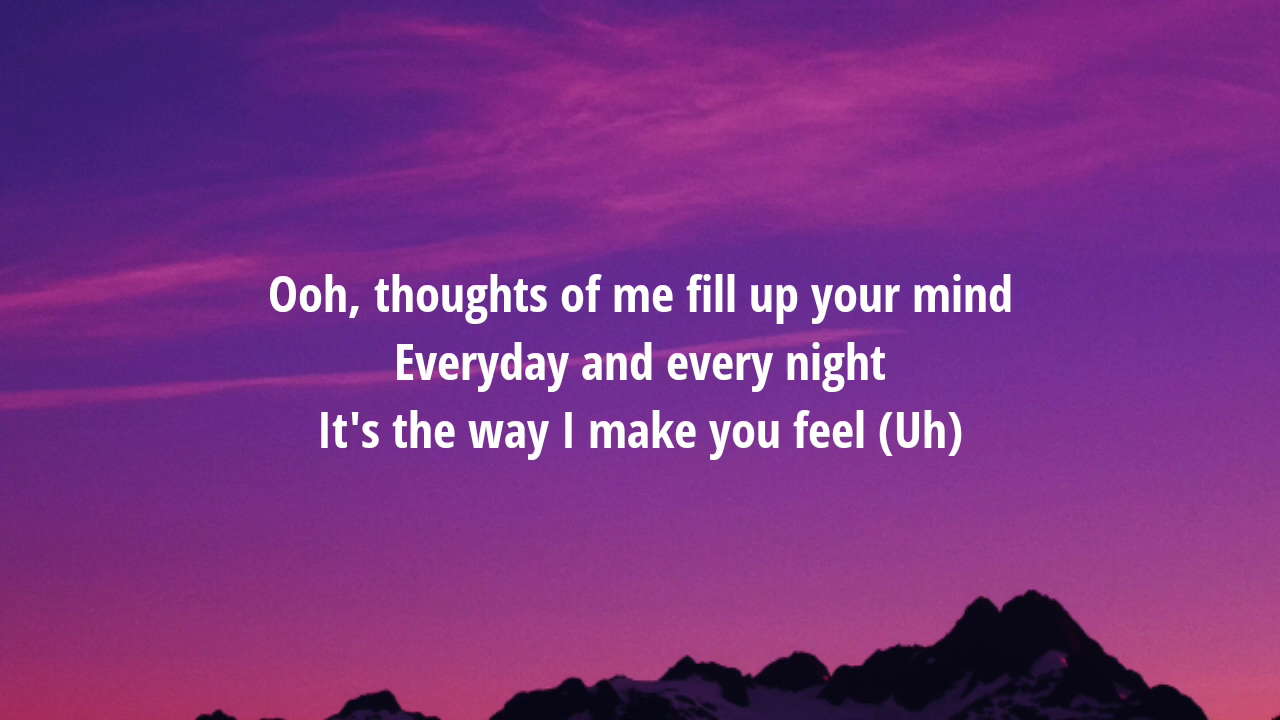 Ooh, thoughts of me fill up your mind
Everyday and every night
It's the way I make you feel (Uh)